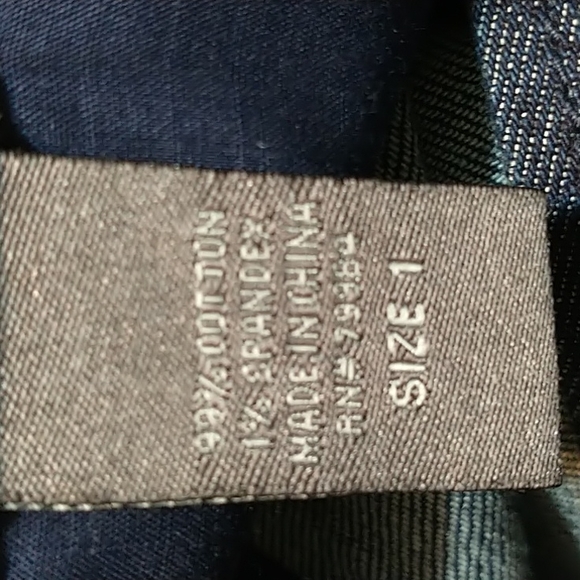 99% COTTON
1% SPANDEX
MADE IN CHINA
RN#
SIZE 1